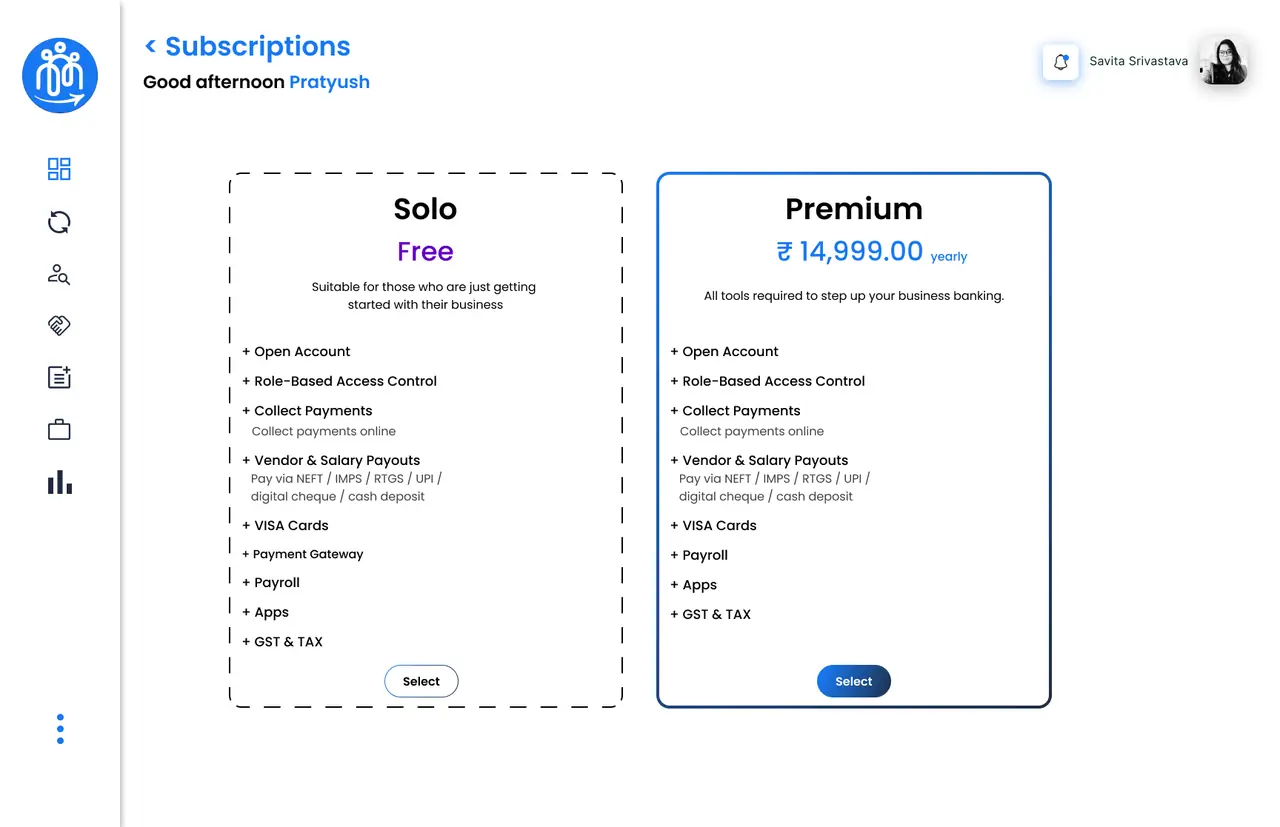 < Subscriptions
Good afternoon Pratyush
Savita Srivastava
Solo
Free
Suitable for those who are just getting
started with their business
+ Open Account
+ Role-Based Access Control
+ Collect Payments
Collect payments online
+ Vendor & Salary Payouts
Pay via NEFT / IMPS / RTGS / UPI /
digital cheque / cash deposit
+ VISA Cards
+ Payment Gateway
+ Payroll
+ Apps
+ GST & TAX
Select
Premium
₹ 14,999.00 yearly
All tools required to step up your business banking.
+ Open Account
+ Role-Based Access Control
+ Collect Payments
Collect payments online
+ Vendor & Salary Payouts
Pay via NEFT / IMPS / RTGS / UPI /
digital cheque / cash deposit
+ VISA Cards
+ Payroll
+ Apps
+ GST & TAX
Select